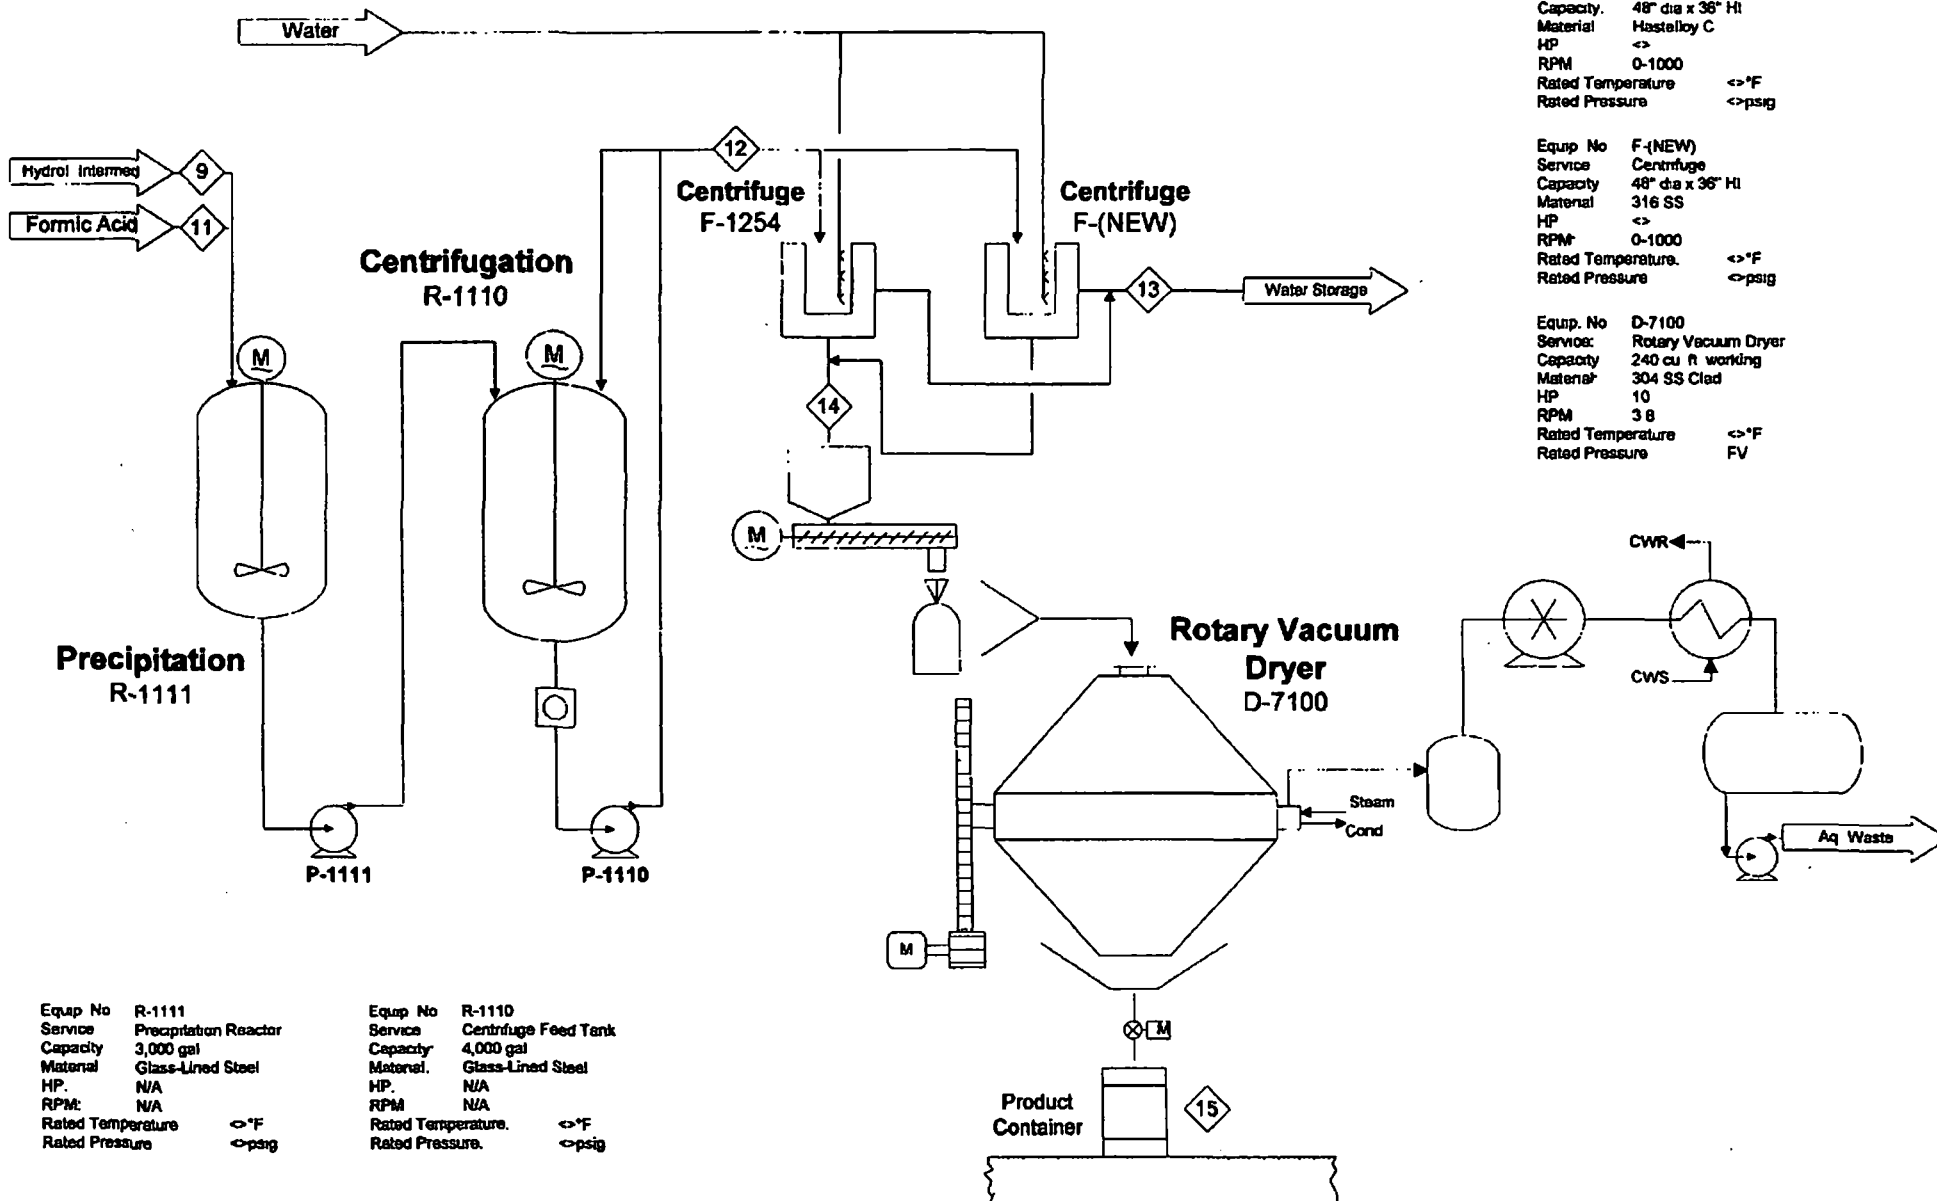 Water
Capacity. 48" dia x 36" Ht
Material Hastelloy C
HP <>
RPM 0-1000
Rated Temperature <>°F
Rated Pressure <>psig
Equip No F-(NEW)
Service Centrifuge
Capacity 48" dia x 36" Ht
Material 316 SS
HP <>
RPM 0-1000
Rated Temperature. <>°F
Rated Pressure <>psig
Equip. No D-7100
Service: Rotary Vacuum Dryer
Capacity 240 cu ft working
Material 304 SS Clad
HP 10
RPM 3 8
Rated Temperature <>°F
Rated Pressure FV
Hydrol Intermed 9
Formic Acid 11
12
Centrifuge
F-1254
Centrifuge
F-(NEW)
Centrifugation
R-1110
13
Water Storage
M
M
14
M
CWR
CWS
Precipitation
R-1111
Rotary Vacuum
Dryer
D-7100
Steam
Cond
Aq Waste
P-1111
P-1110
M
M
Product
Container
15
Equip No R-1111
Service Precipitation Reactor
Capacity 3,000 gal
Material Glass-Lined Steel
HP. N/A
RPM: N/A
Rated Temperature <>°F
Rated Pressure <>psig
Equip No R-1110
Service Centrifuge Feed Tank
Capacity 4,000 gal
Material. Glass-Lined Steel
HP. N/A
RPM N/A
Rated Temperature. <>°F
Rated Pressure. <>psig